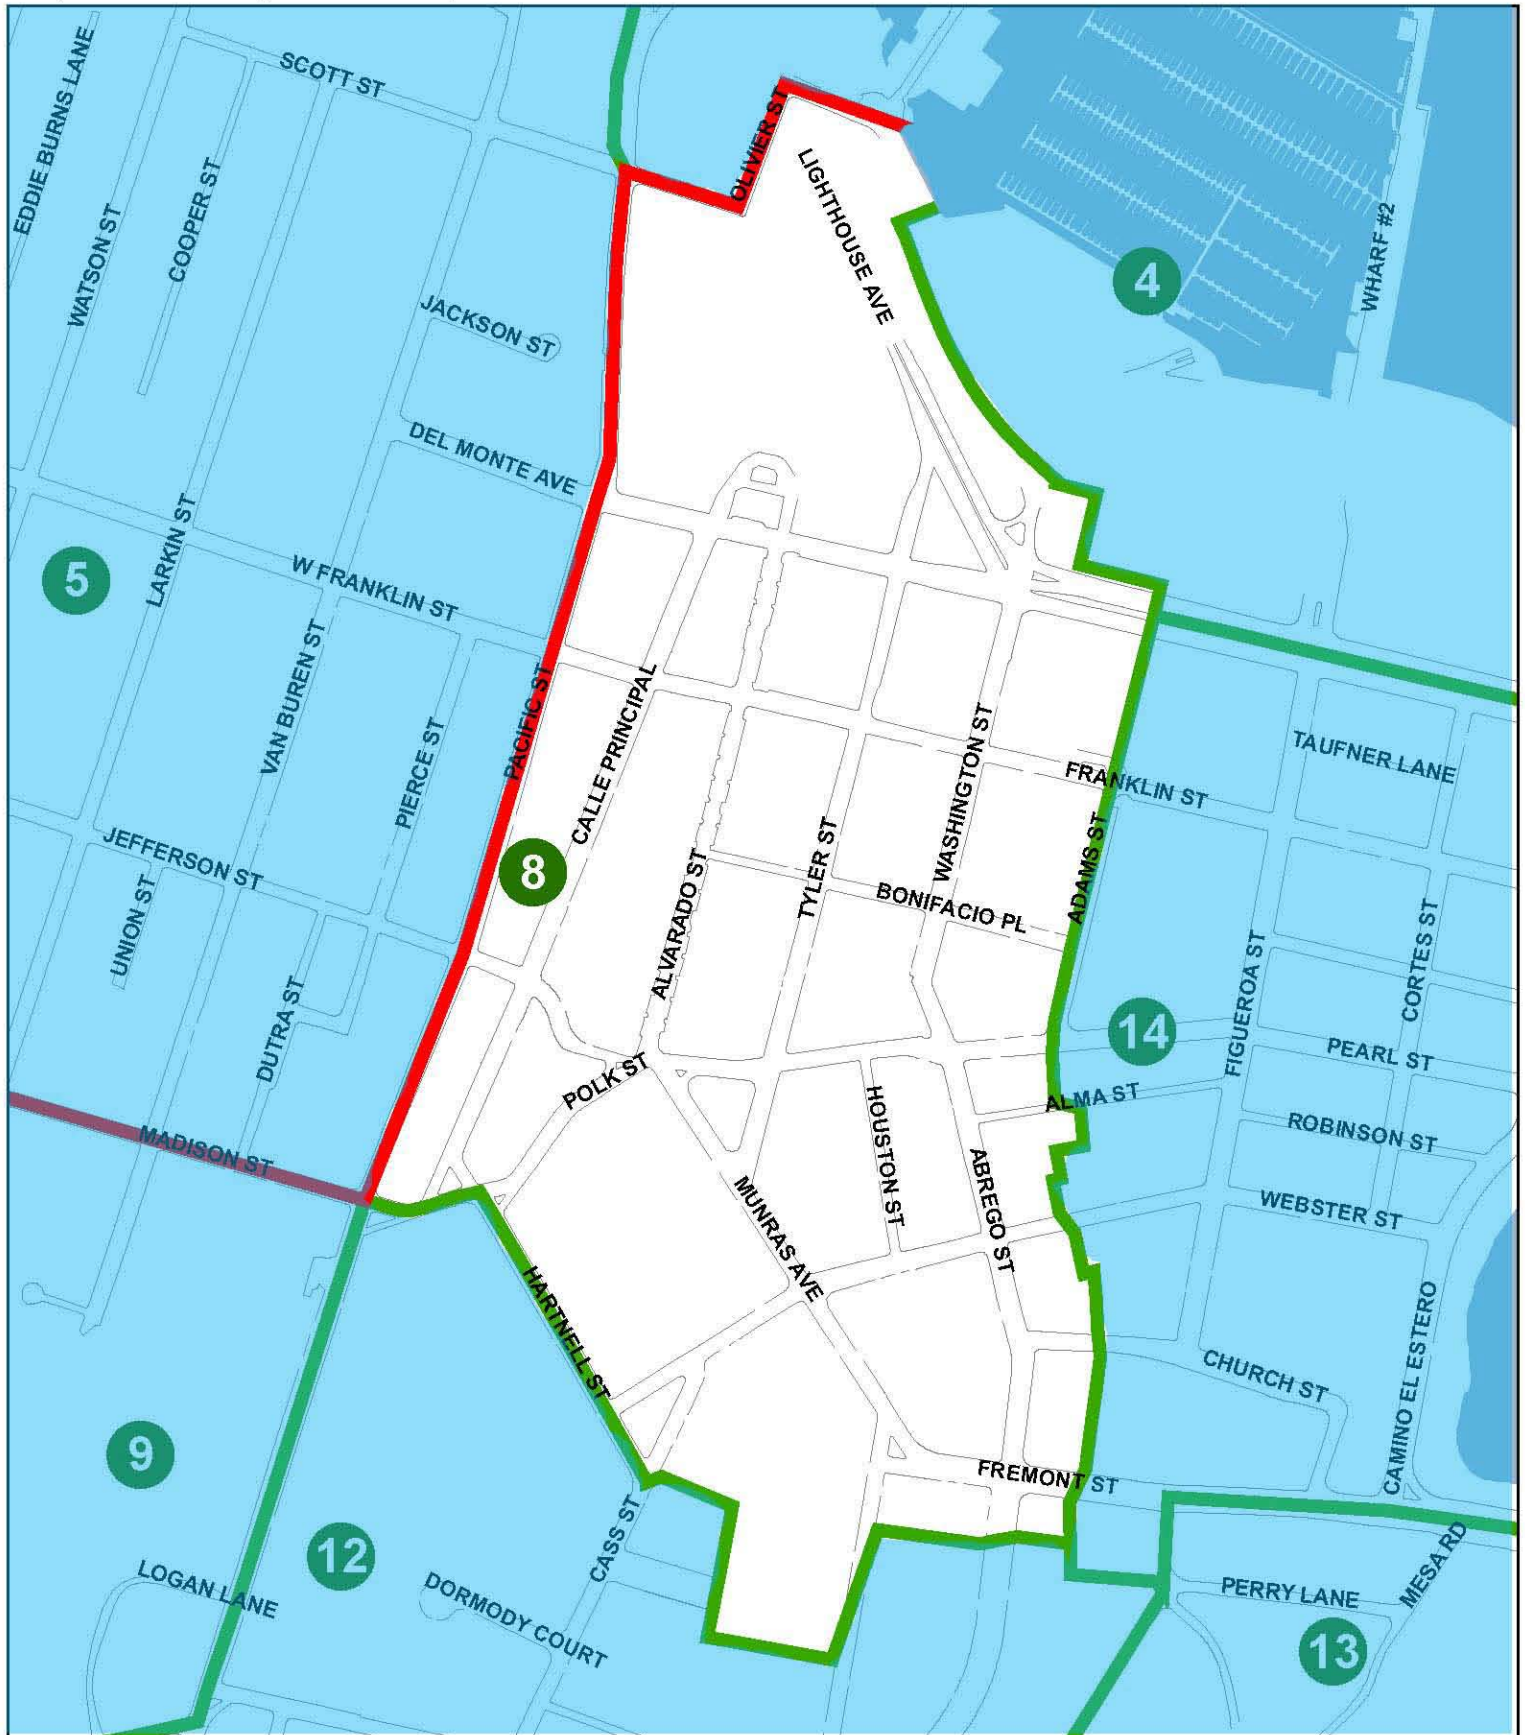 EDDIE BURNS LANE
SCOTT ST
OLIVIER ST
COOPER ST
WATSON ST
LIGHTHOUSE AVE
WHARF #2
4
JACKSON ST
DEL MONTE AVE
LARKIN ST
5
W FRANKLIN ST
VAN BUREN ST
PIERCE ST
PACIFIC ST
CALLE PRINCIPAL
WASHINGTON ST
FRANKLIN ST
TAUFNER LANE
JEFFERSON ST
8
TYLER ST
ALVARADO ST
BONIFACIO PL
ADAMS ST
UNION ST
CORTES ST
FIGUEROA ST
DUTRA ST
14
POLK ST
PEARL ST
HOUSTON ST
ALMA ST
ROBINSON ST
MADISON ST
ABREGO ST
MUNRAS AVE
WEBSTER ST
HARTNELL ST
CHURCH ST
CAMINO EL ESTERO
9
FREMONT ST
12
CASS ST
LOGAN LANE
DORMODY COURT
PERRY LANE
MESA RD
13